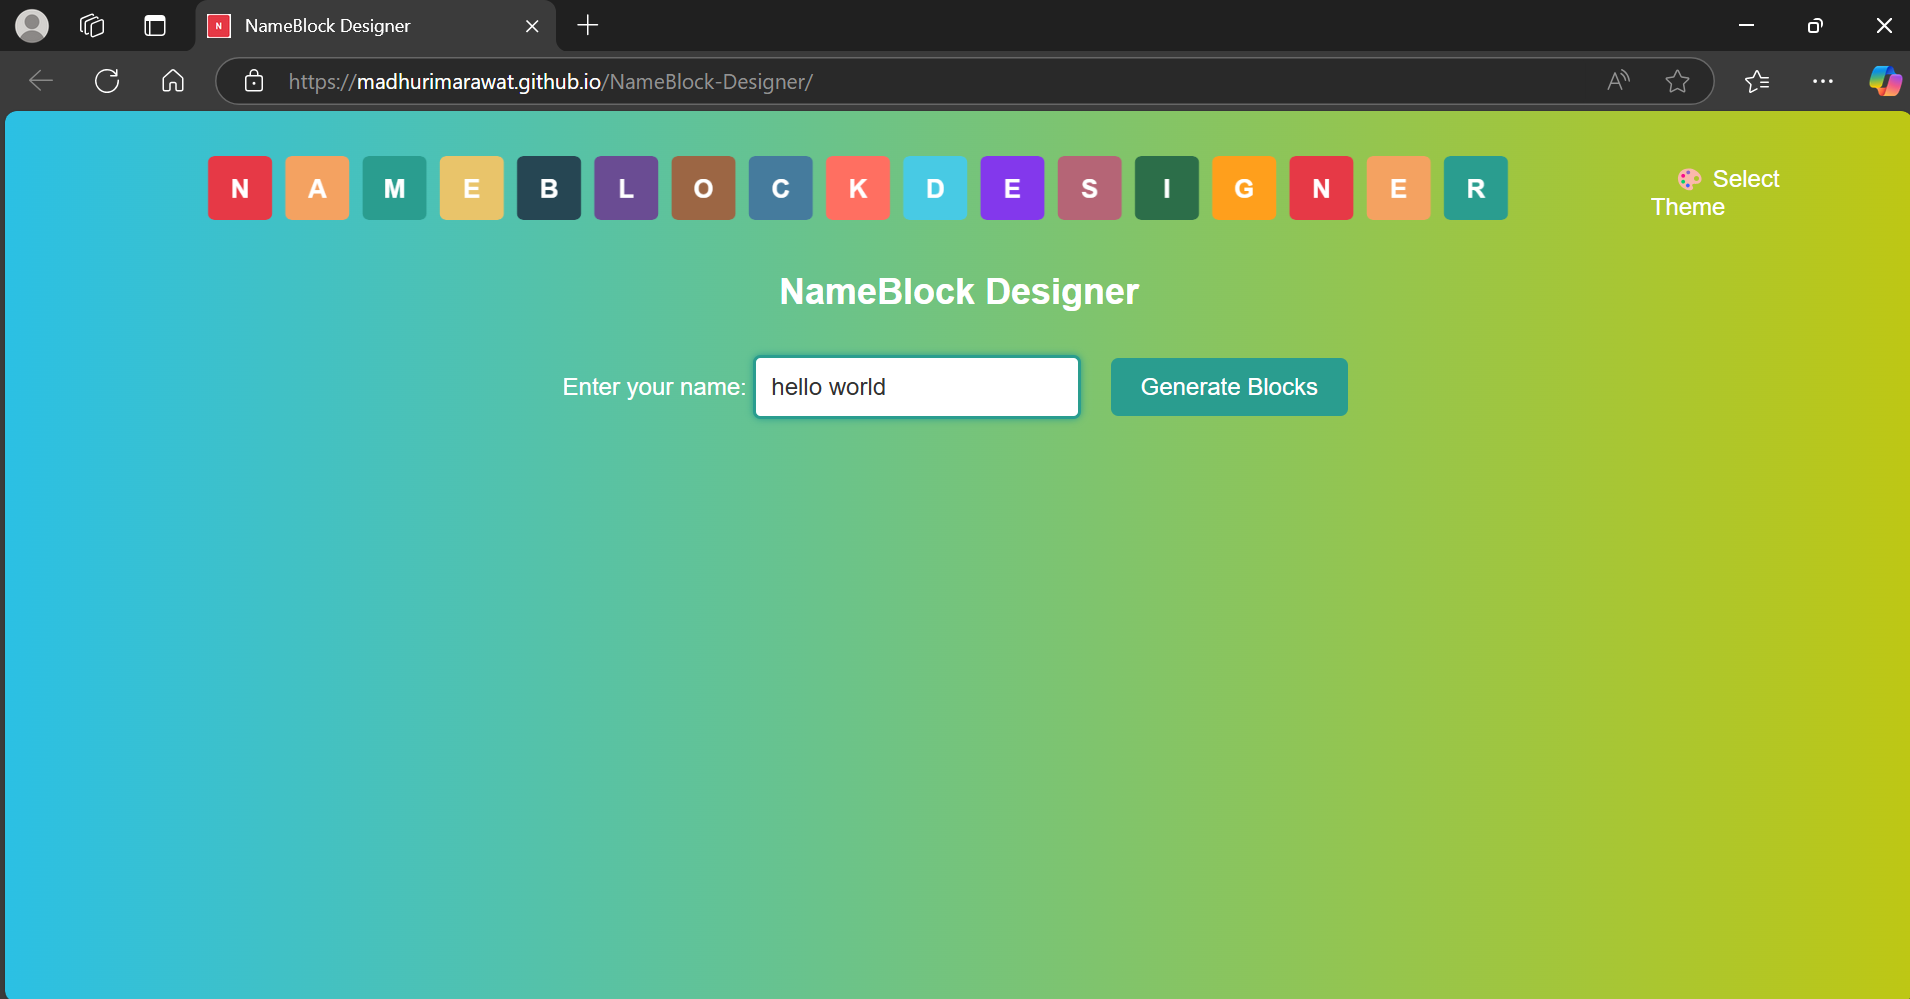 N NameBlock Designer
https://madhurimarawat.github.io/NameBlock-Designer/
N A M E B L O C K D E S I G N E R
Select
Theme
NameBlock Designer
Enter your name: hello world Generate Blocks